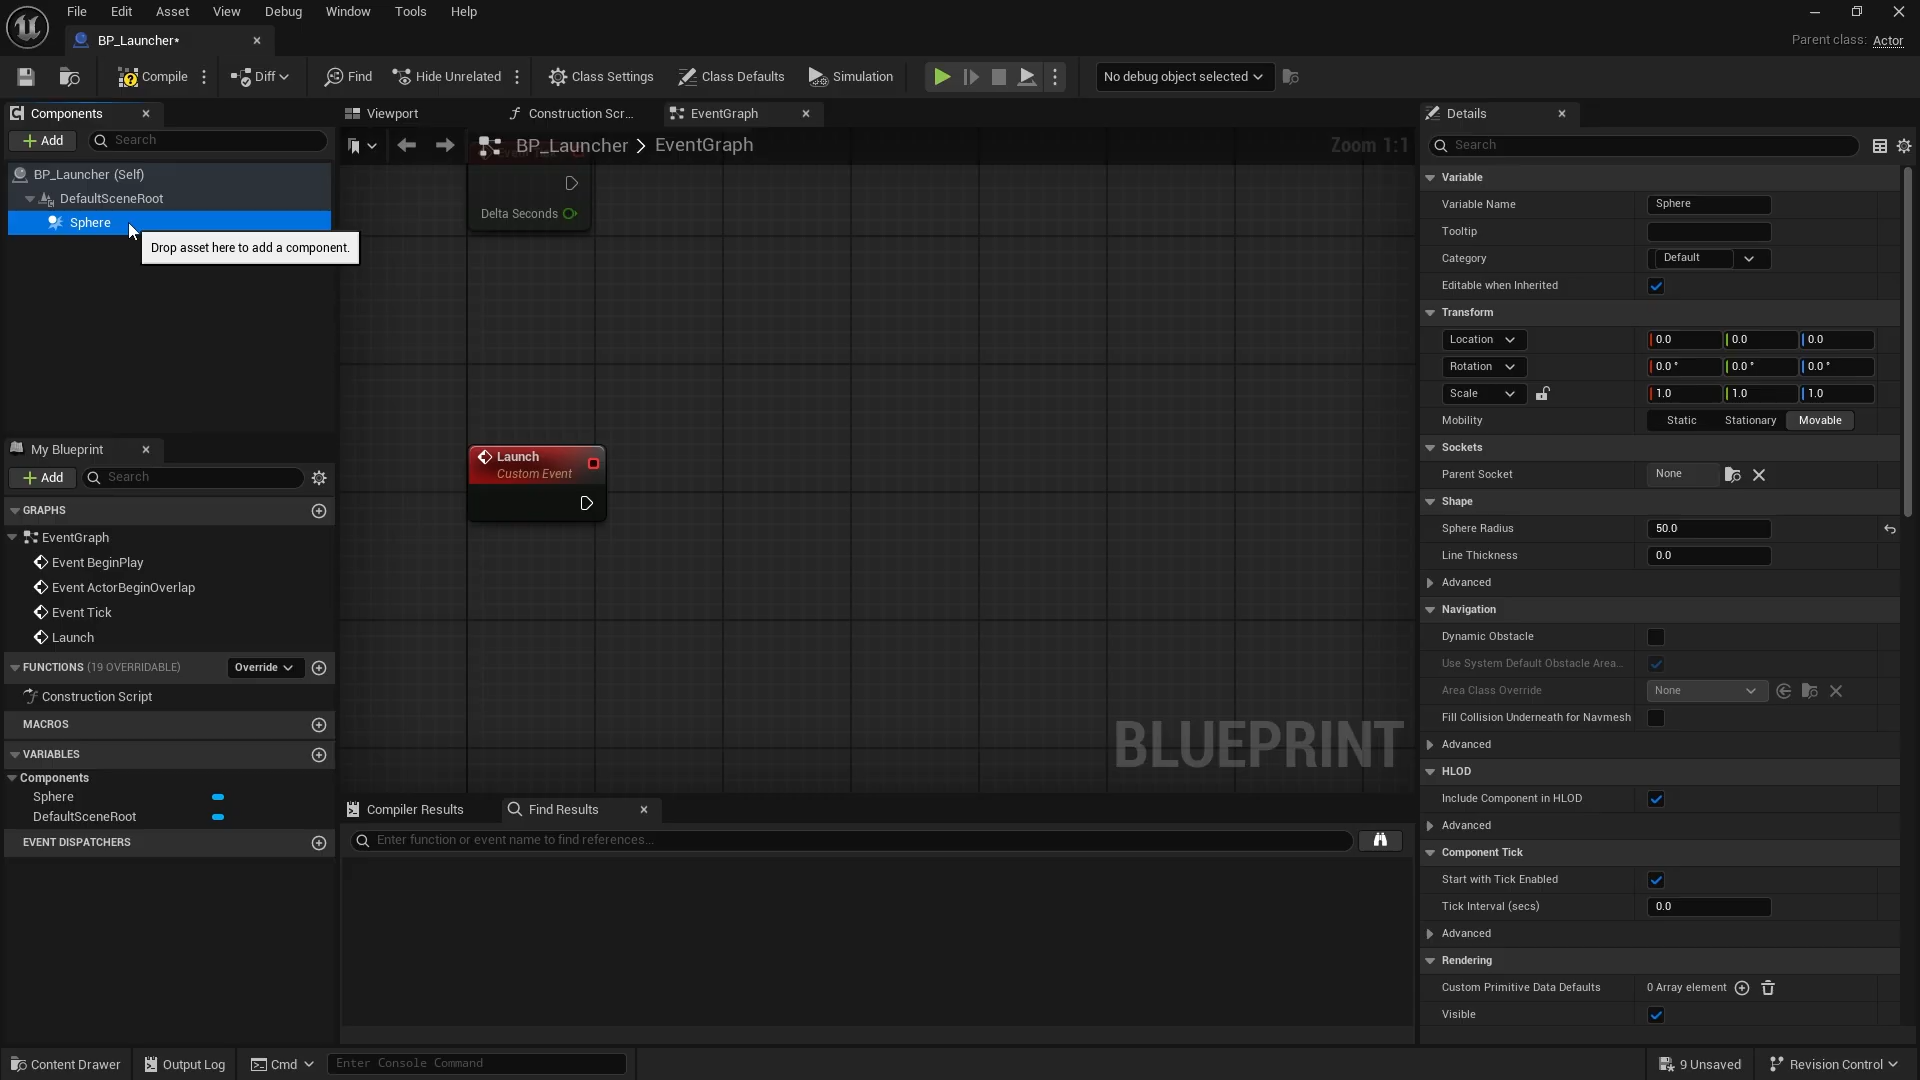 File Edit Asset View Debug Window Tools Help
BP_Launcher*
Parent class: Actor
Compile Diff Find Hide Unrelated Class Settings Class Defaults Simulation No debug object selected
Components
Add Search
BP_Launcher (Self)
DefaultSceneRoot
Sphere
Drop asset here to add a component.
My Blueprint
Add Search
GRAPHS
EventGraph
Event BeginPlay
Event ActorBeginOverlap
Event Tick
Launch
FUNCTIONS (19 OVERRIDABLE) Override
Construction Script
MACROS
VARIABLES
Components
Sphere
DefaultSceneRoot
EVENT DISPATCHERS
Viewport Construction Scr... EventGraph
BP_Launcher > EventGraph Zoom 1:1
Delta Seconds
Launch
Custom Event
BLUEPRINT
Compiler Results Find Results
Enter function or event name to find references...
Details
Search
Variable
Variable Name Sphere
Tooltip
Category Default
Editable when Inherited
Transform
Location 0.0 0.0 0.0
Rotation 0.0 ° 0.0 ° 0.0 °
Scale 1.0 1.0 1.0
Mobility Static Stationary Movable
Sockets
Parent Socket None
Shape
Sphere Radius 50.0
Line Thickness 0.0
Advanced
Navigation
Dynamic Obstacle
Use System Default Obstacle Area...
Area Class Override None
Fill Collision Underneath for Navmesh
Advanced
HLOD
Include Component in HLOD
Advanced
Component Tick
Start with Tick Enabled
Tick Interval (secs) 0.0
Advanced
Rendering
Custom Primitive Data Defaults 0 Array element
Visible
Content Drawer Output Log Cmd Enter Console Command 9 Unsaved Revision Control